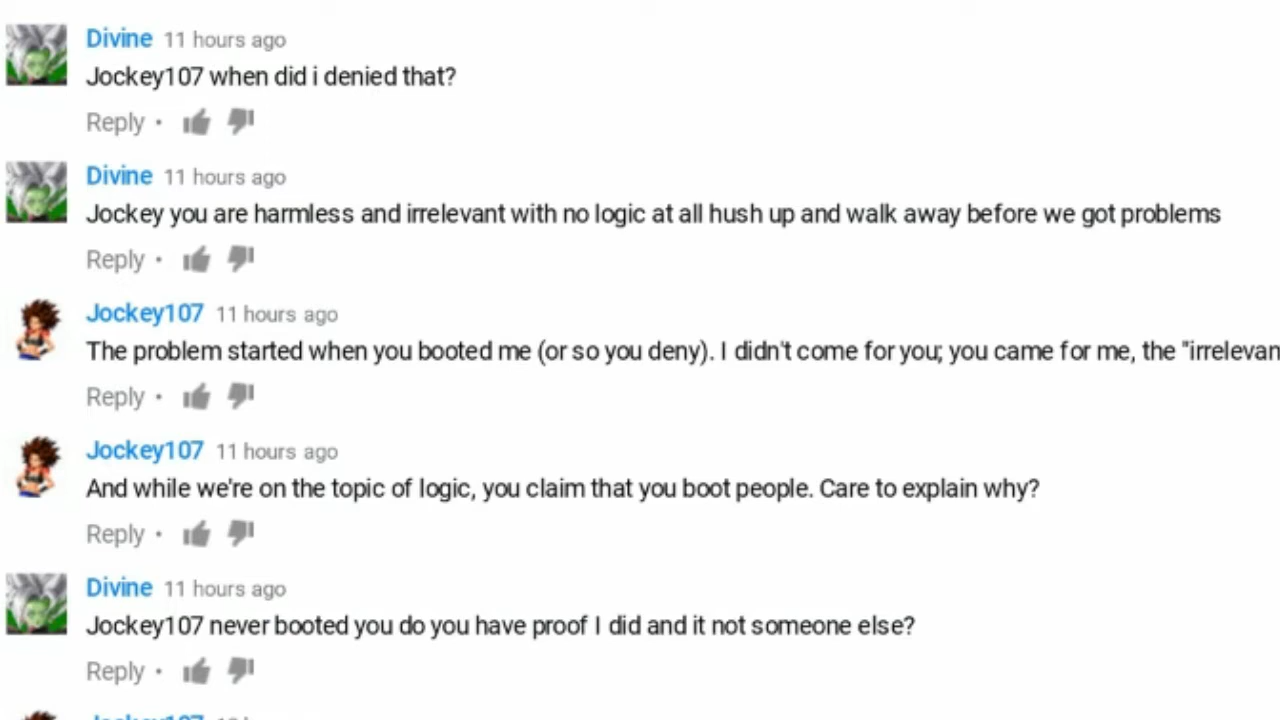 Divine 11 hours ago
Jockey107 when did i denied that?
Reply •
Divine 11 hours ago
Jockey you are harmless and irrelevant with no logic at all hush up and walk away before we got problems
Reply •
Jockey107 11 hours ago
The problem started when you booted me (or so you deny). I didn't come for you; you came for me, the "irrelevan
Reply •
Jockey107 11 hours ago
And while we're on the topic of logic, you claim that you boot people. Care to explain why?
Reply •
Divine 11 hours ago
Jockey107 never booted you do you have proof I did and it not someone else?
Reply •
Jockey107